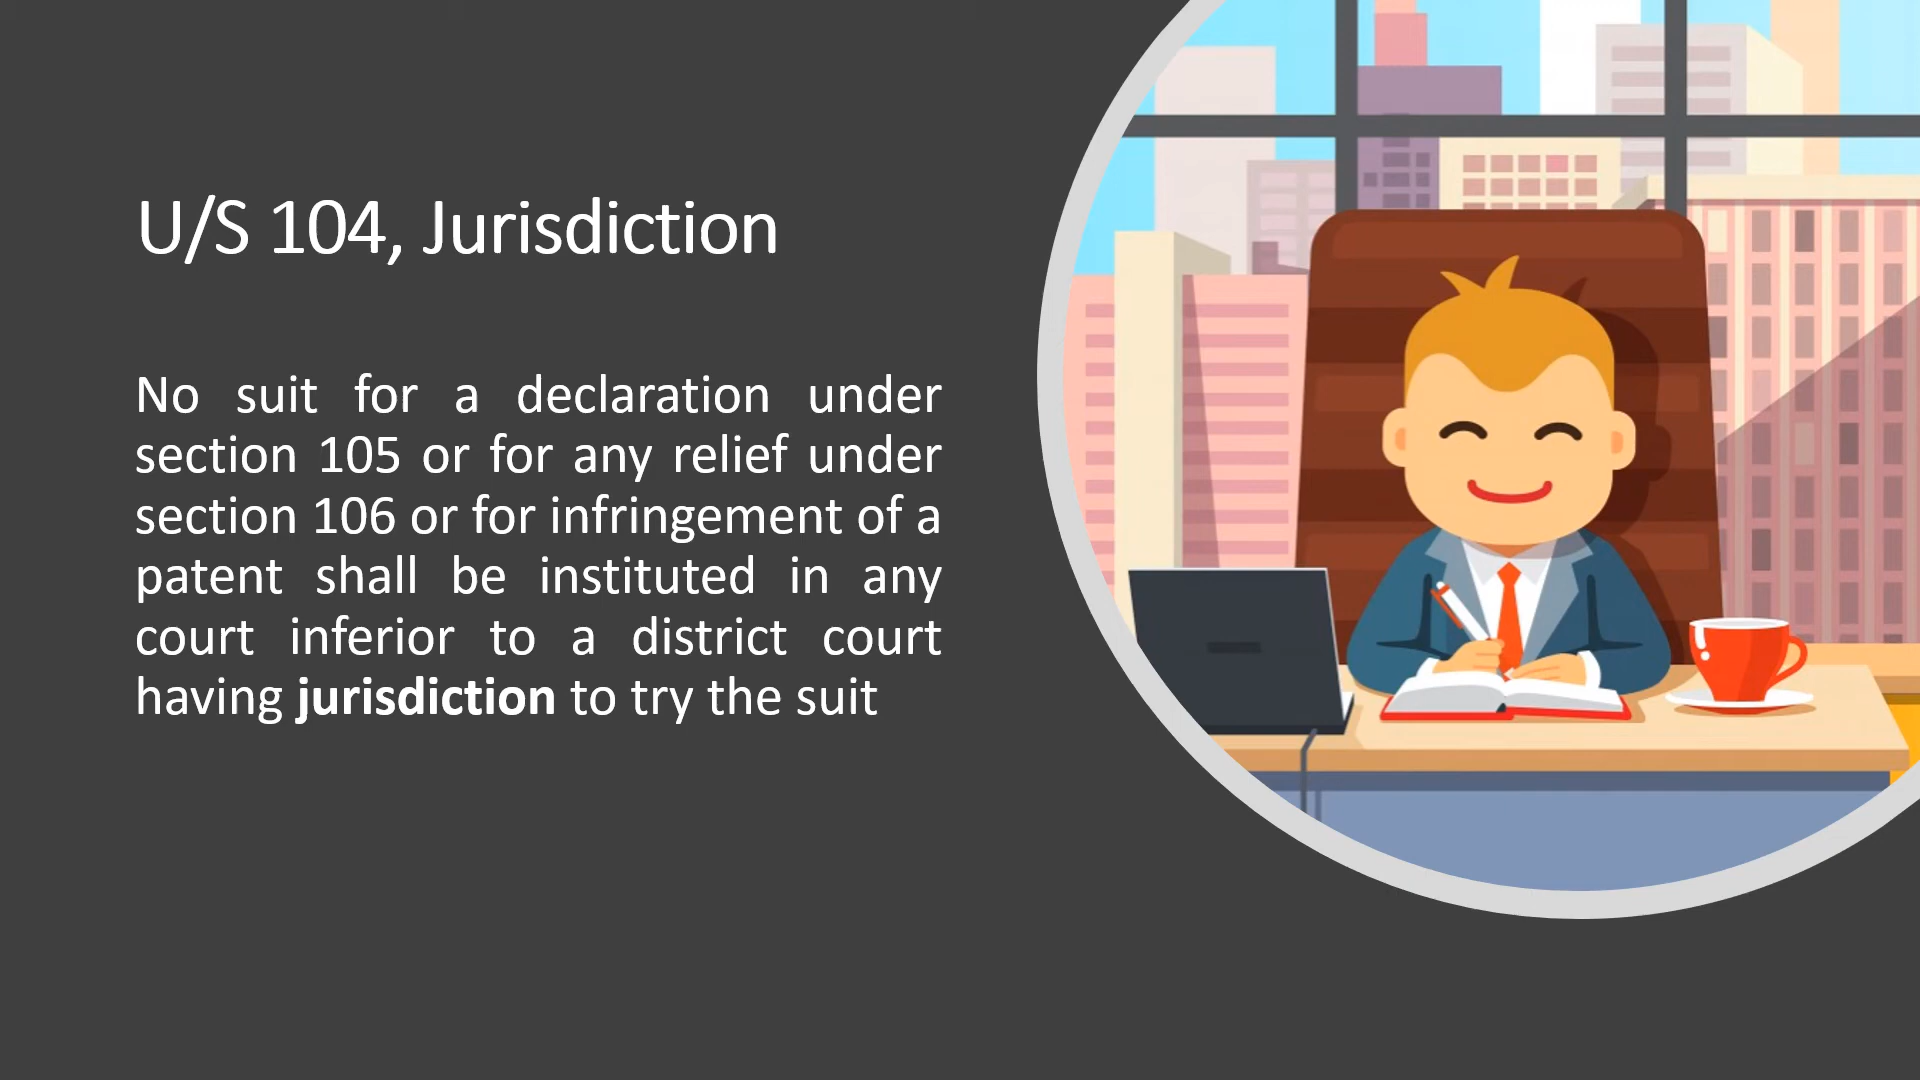 U/S 104, Jurisdiction
No suit for a declaration under
section 105 or for any relief under
section 106 or for infringement of a
patent shall be instituted in any
court inferior to a district court
having jurisdiction to try the suit